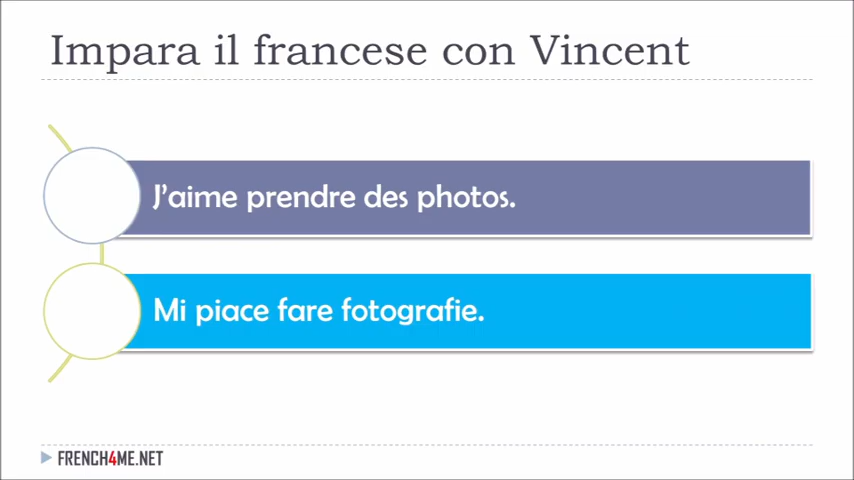 Impara il francese con Vincent
J'aime prendre des photos.
Mi piace fare fotografie.
FRENCH4ME.NET